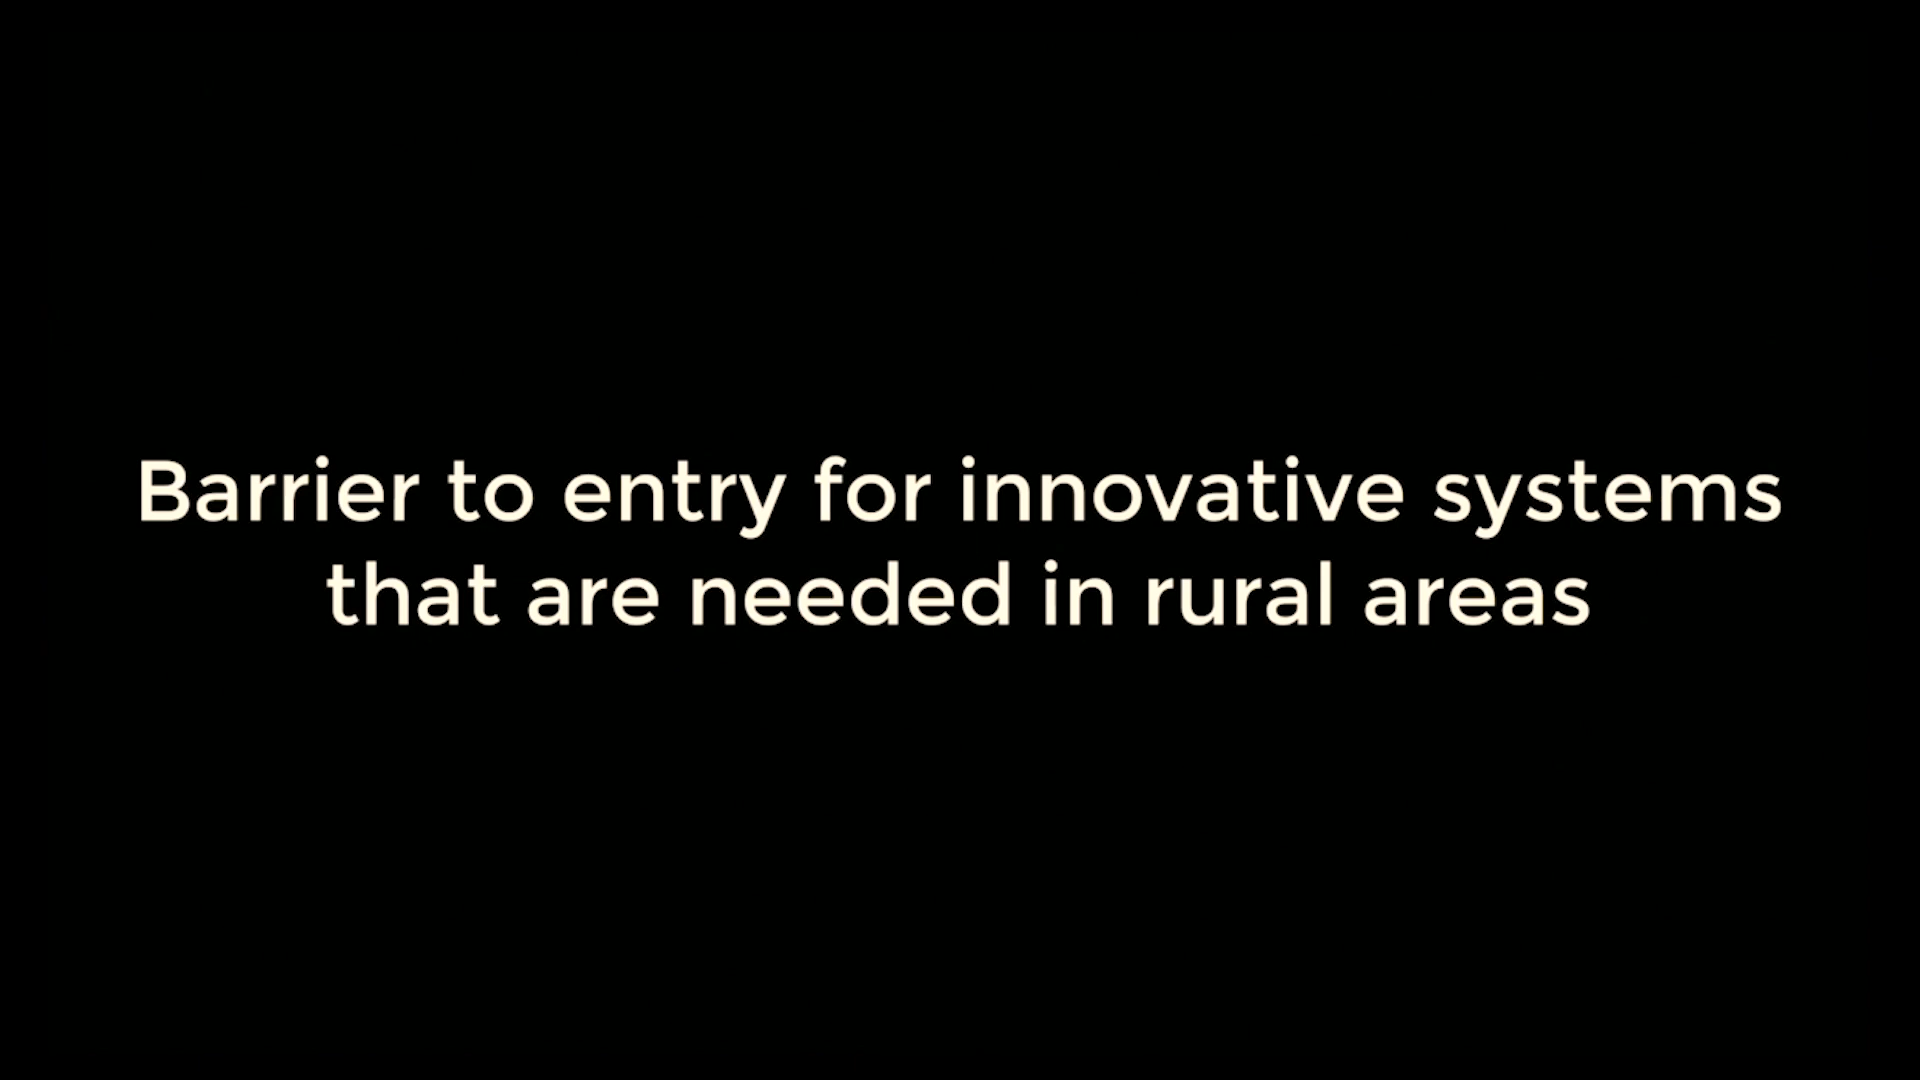 Barrier to entry for innovative systems
that are needed in rural areas